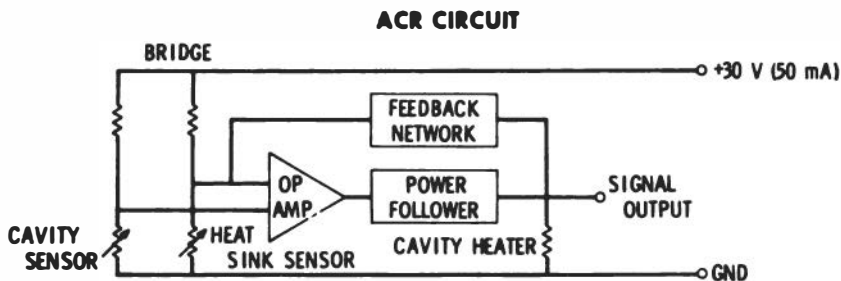 ACR CIRCUIT
BRIDGE
+30 V (50 mA)
FEEDBACK
NETWORK
OP
AMP
POWER
FOLLOWER
SIGNAL
OUTPUT
CAVITY
SENSOR
HEAT
SINK SENSOR
CAVITY HEATER
GND